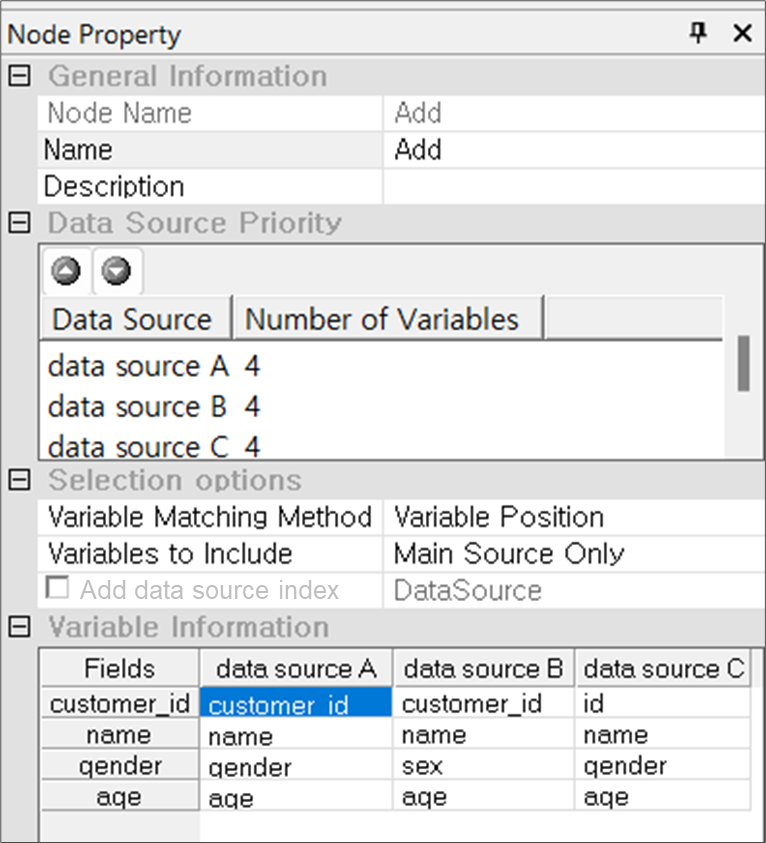 Node Property
General Information
Node Name Add
Name Add
Description
Data Source Priority
Data Source Number of Variables
data source A 4
data source B 4
data source C 4
Selection options
Variable Matching Method Variable Position
Variables to Include Main Source Only
Add data source index DataSource
Variable Information
Fields data source A data source B data source C
customer_id customer_id customer_id id
name name name name
gender gender sex gender
age age age age